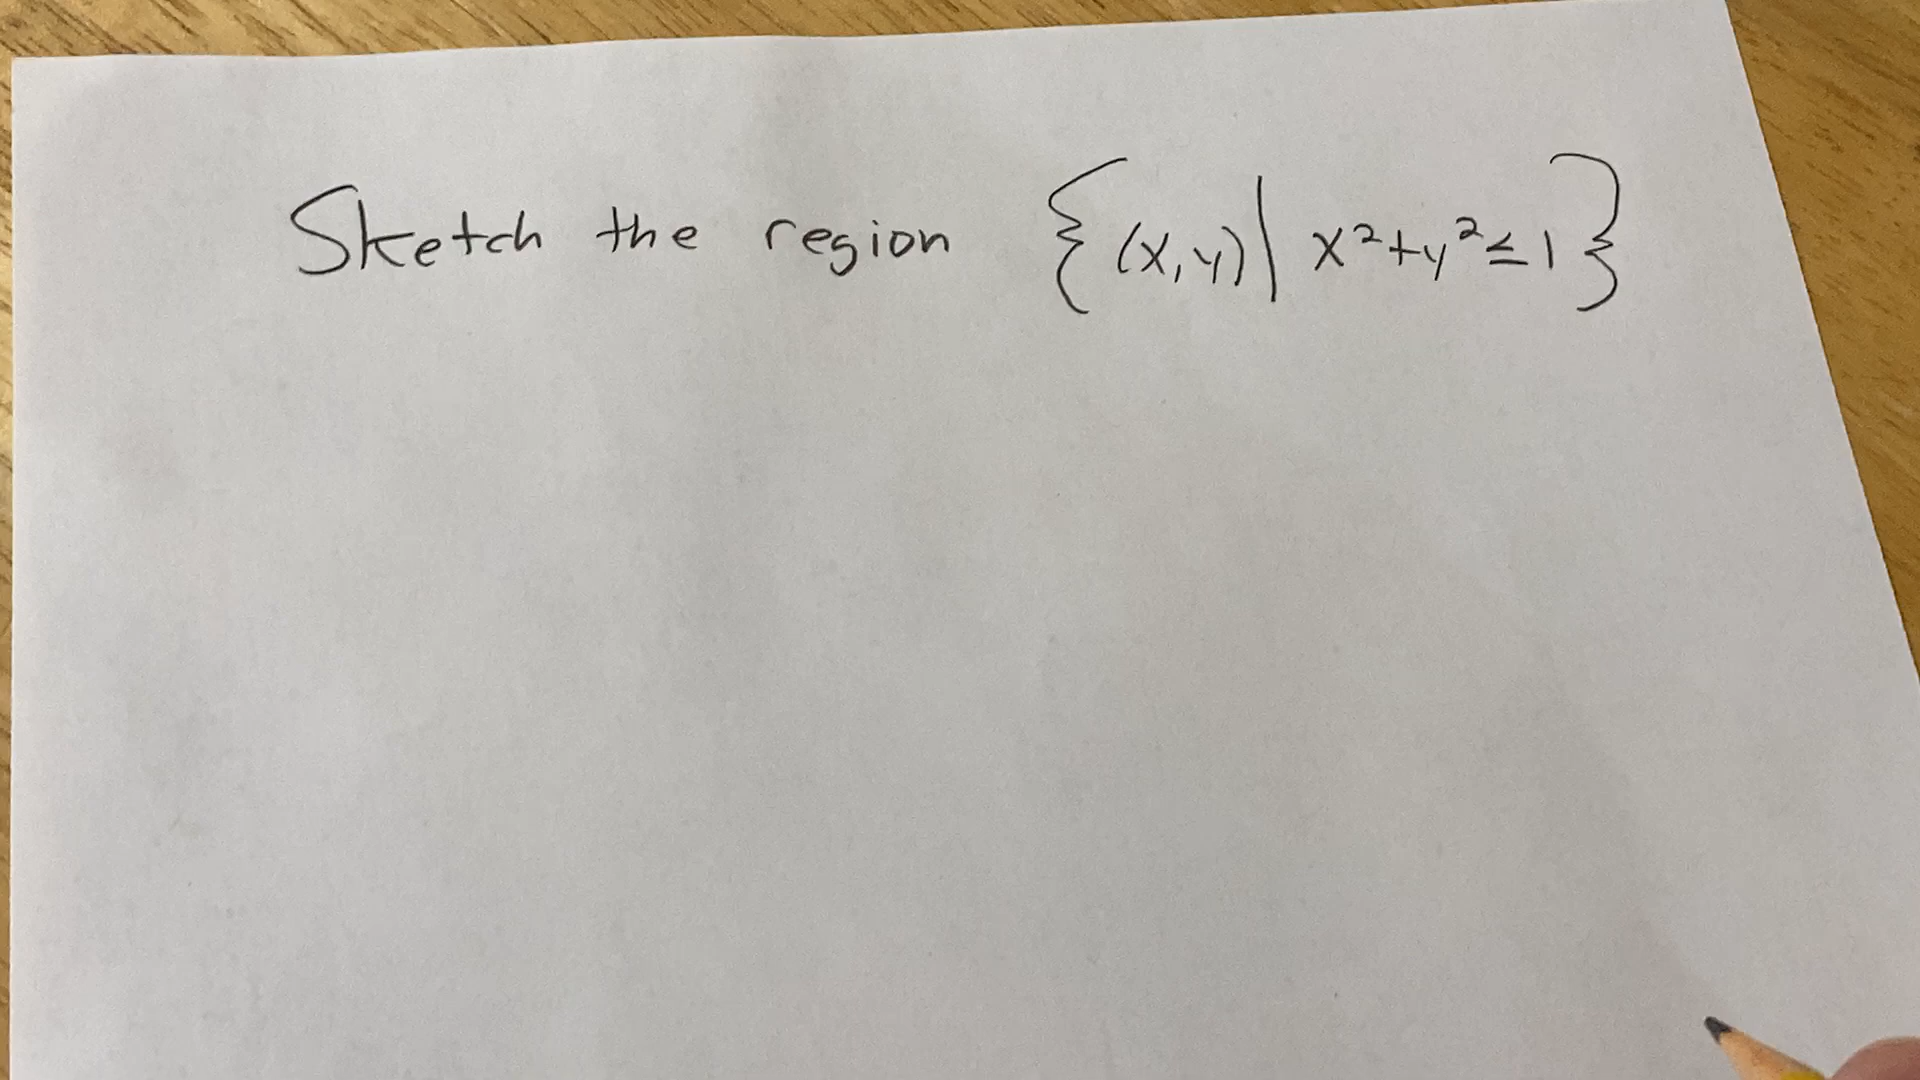 Sketch the region {(x,y)| x²+y²≤1}